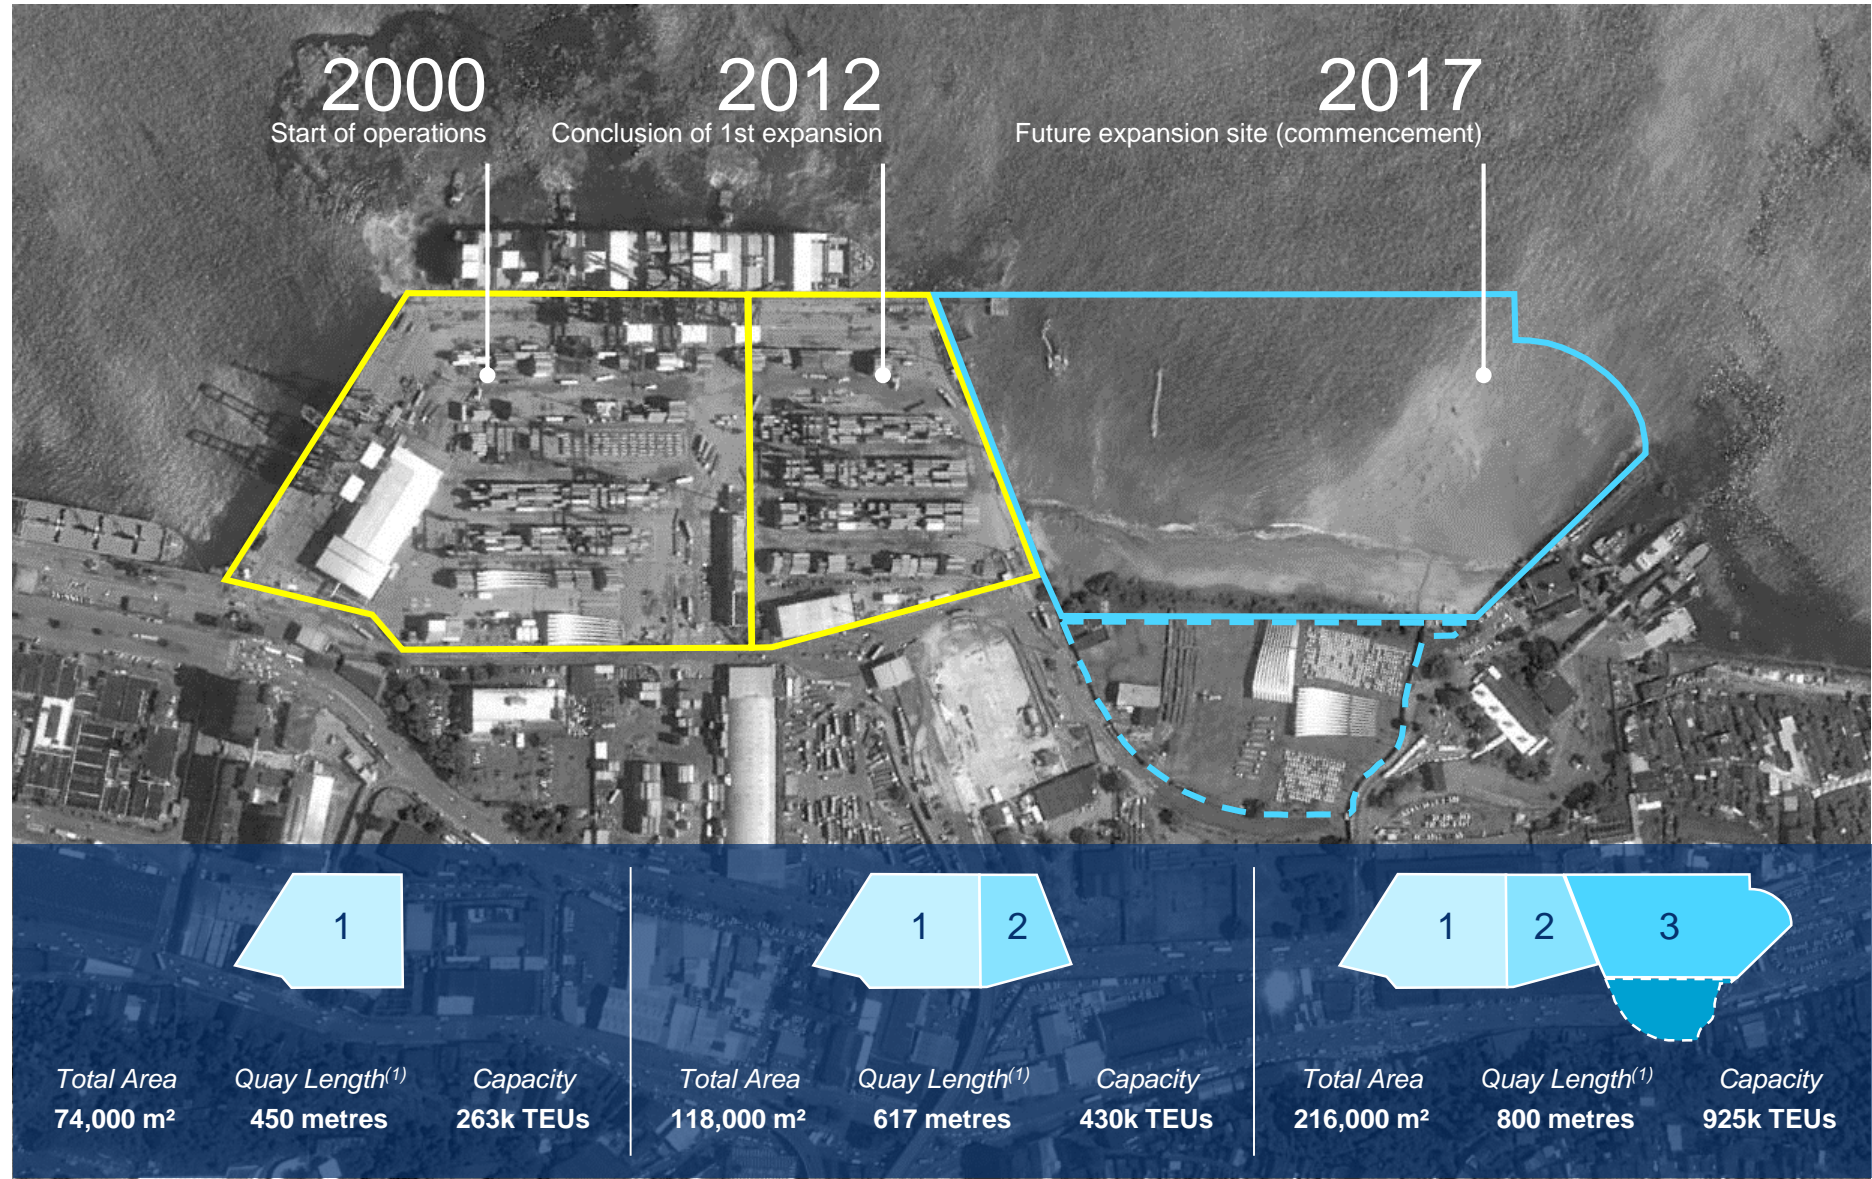 2000
Start of operations
2012
Conclusion of 1st expansion
2017
Future expansion site (commencement)
1
1 2
1 2 3
Total Area Quay Length(1) Capacity
74,000 m² 450 metres 263k TEUs
Total Area Quay Length(1) Capacity
118,000 m² 617 metres 430k TEUs
Total Area Quay Length(1) Capacity
216,000 m² 800 metres 925k TEUs